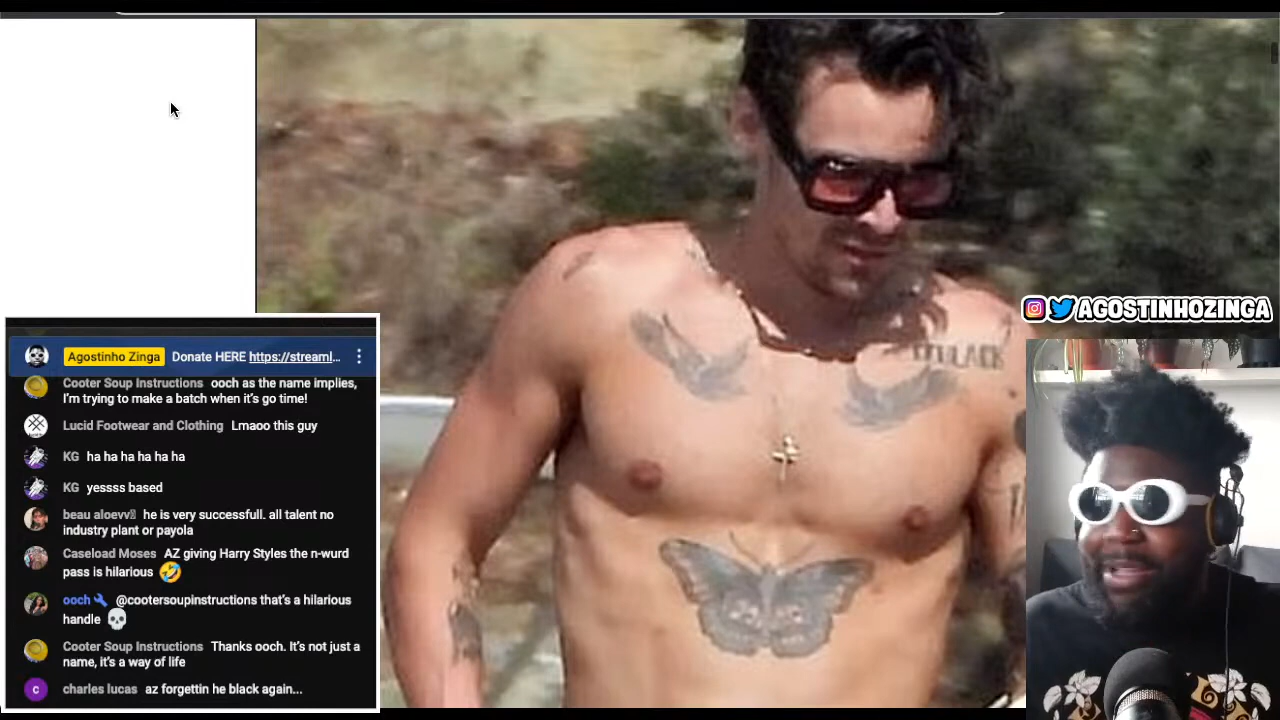 AGOSTINHOZINGA
Agostinho Zinga Donate HERE https://streaml...
Cooter Soup Instructions ooch as the name implies,
I'm trying to make a batch when it's go time!
Lucid Footwear and Clothing Lmaoo this guy
KG ha ha ha ha ha ha
KG yessss based
beau aloevv he is very successfull. all talent no
industry plant or payola
Caseload Moses AZ giving Harry Styles the n-wurd
pass is hilarious 🤣
ooch @cootersoupinstructions that's a hilarious
handle 💀
Cooter Soup Instructions Thanks ooch. It's not just a
name, it's a way of life
c charles lucas az forgettin he black again...